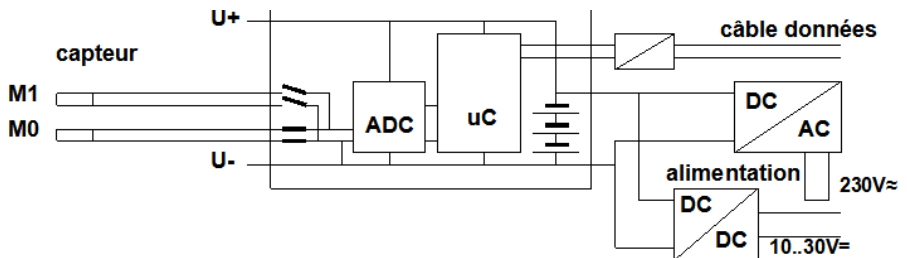 U+
câble données
capteur
M1
DC
ADC
uC
AC
M0
U-
alimentation
230V≈
DC
DC
10..30V=